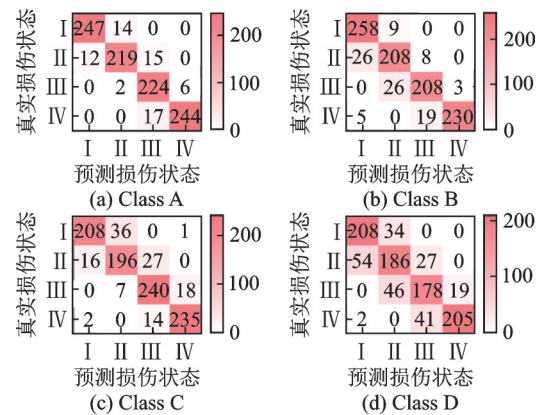 真实损伤状态
I 247 14 0 0
II 12 219 15 0
III 0 2 224 6
IV 0 0 17 244
I II III IV
200
100
0
预测损伤状态
(a) Class A
真实损伤状态
I 258 9 0 0
II 26 208 8 0
III 0 26 208 3
IV 5 0 19 230
I II III IV
200
100
0
预测损伤状态
(b) Class B
真实损伤状态
I 208 36 0 1
II 16 196 27 0
III 0 7 240 18
IV 2 0 14 235
I II III IV
200
100
0
预测损伤状态
(c) Class C
真实损伤状态
I 208 34 0 0
II 54 186 27 0
III 0 46 178 19
IV 2 0 41 205
I II III IV
200
100
0
预测损伤状态
(d) Class D